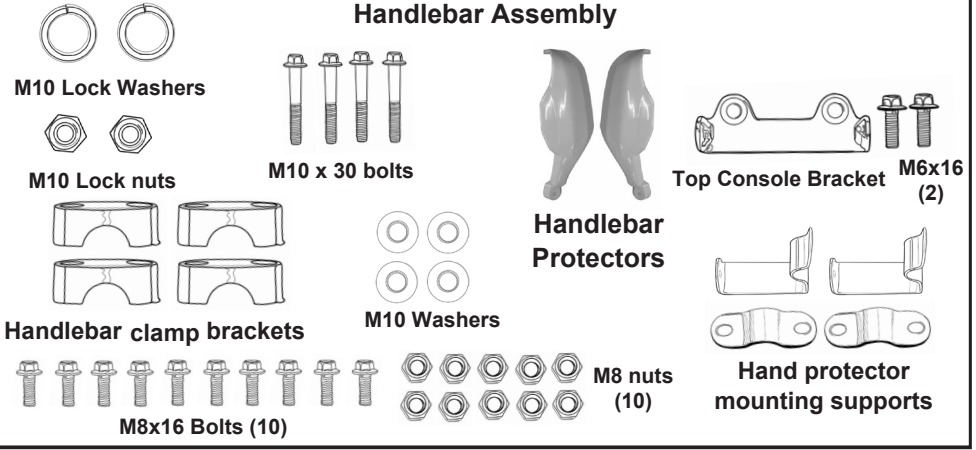 Handlebar Assembly
M10 Lock Washers
M10 Lock nuts
M10 x 30 bolts
Handlebar
Protectors
Top Console Bracket
M6x16
(2)
Handlebar clamp brackets
M10 Washers
Hand protector
mounting supports
M8x16 Bolts (10)
M8 nuts
(10)